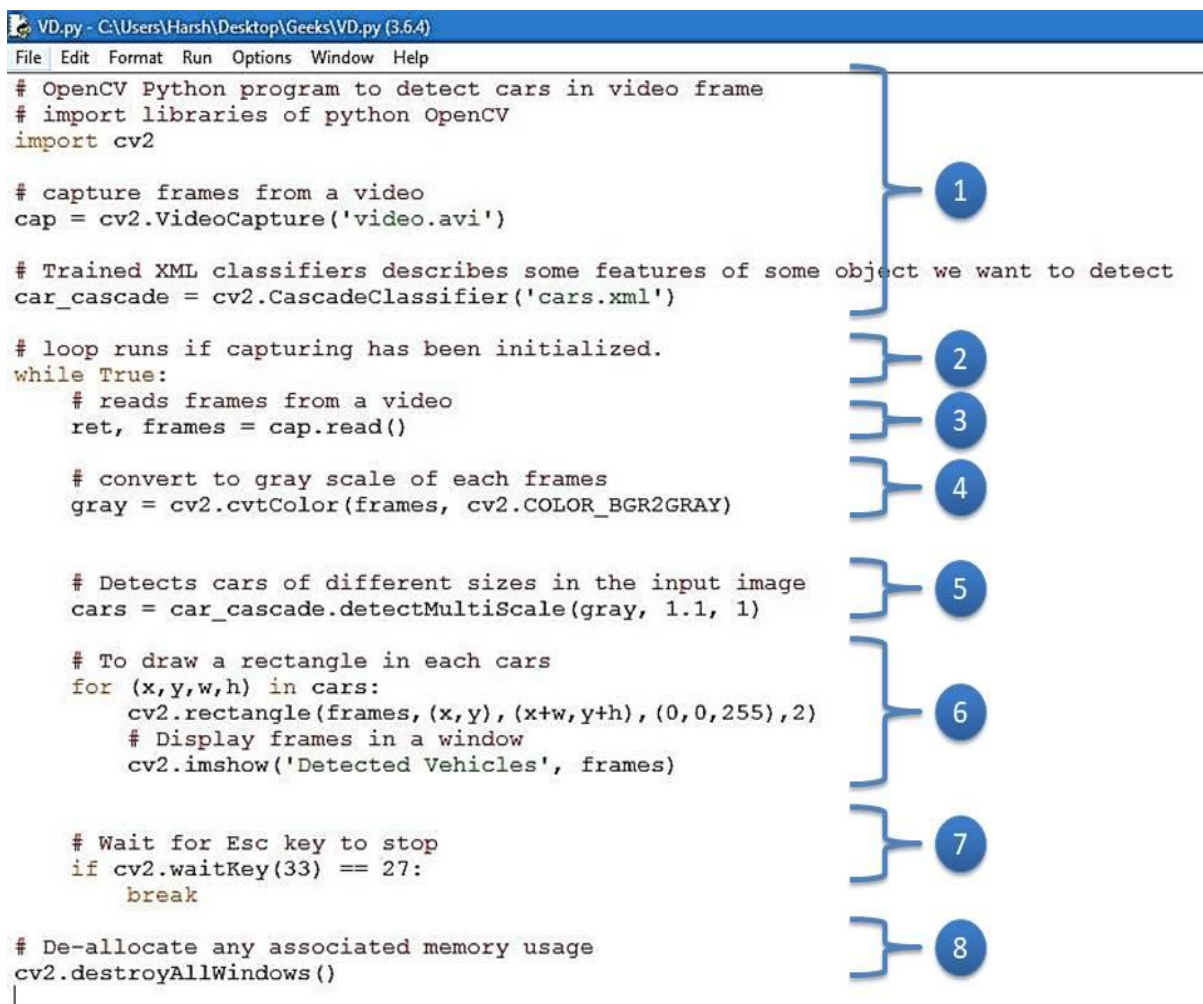 VD.py - C:\Users\Harsh\Desktop\Geeks\VD.py (3.6.4)
File Edit Format Run Options Window Help
# OpenCV Python program to detect cars in video frame
# import libraries of python OpenCV
import cv2
# capture frames from a video
cap = cv2.VideoCapture('video.avi')
1
# Trained XML classifiers describes some features of some object we want to detect
car_cascade = cv2.CascadeClassifier('cars.xml')
# loop runs if capturing has been initialized.
while True:
2
# reads frames from a video
ret, frames = cap.read()
3
# convert to gray scale of each frames
gray = cv2.cvtColor(frames, cv2.COLOR_BGR2GRAY)
4
# Detects cars of different sizes in the input image
cars = car_cascade.detectMultiScale(gray, 1.1, 1)
5
# To draw a rectangle in each cars
for (x,y,w,h) in cars:
cv2.rectangle(frames,(x,y),(x+w,y+h),(0,0,255),2)
# Display frames in a window
cv2.imshow('Detected Vehicles', frames)
6
# Wait for Esc key to stop
if cv2.waitKey(33) == 27:
break
7
# De-allocate any associated memory usage
cv2.destroyAllWindows()
8